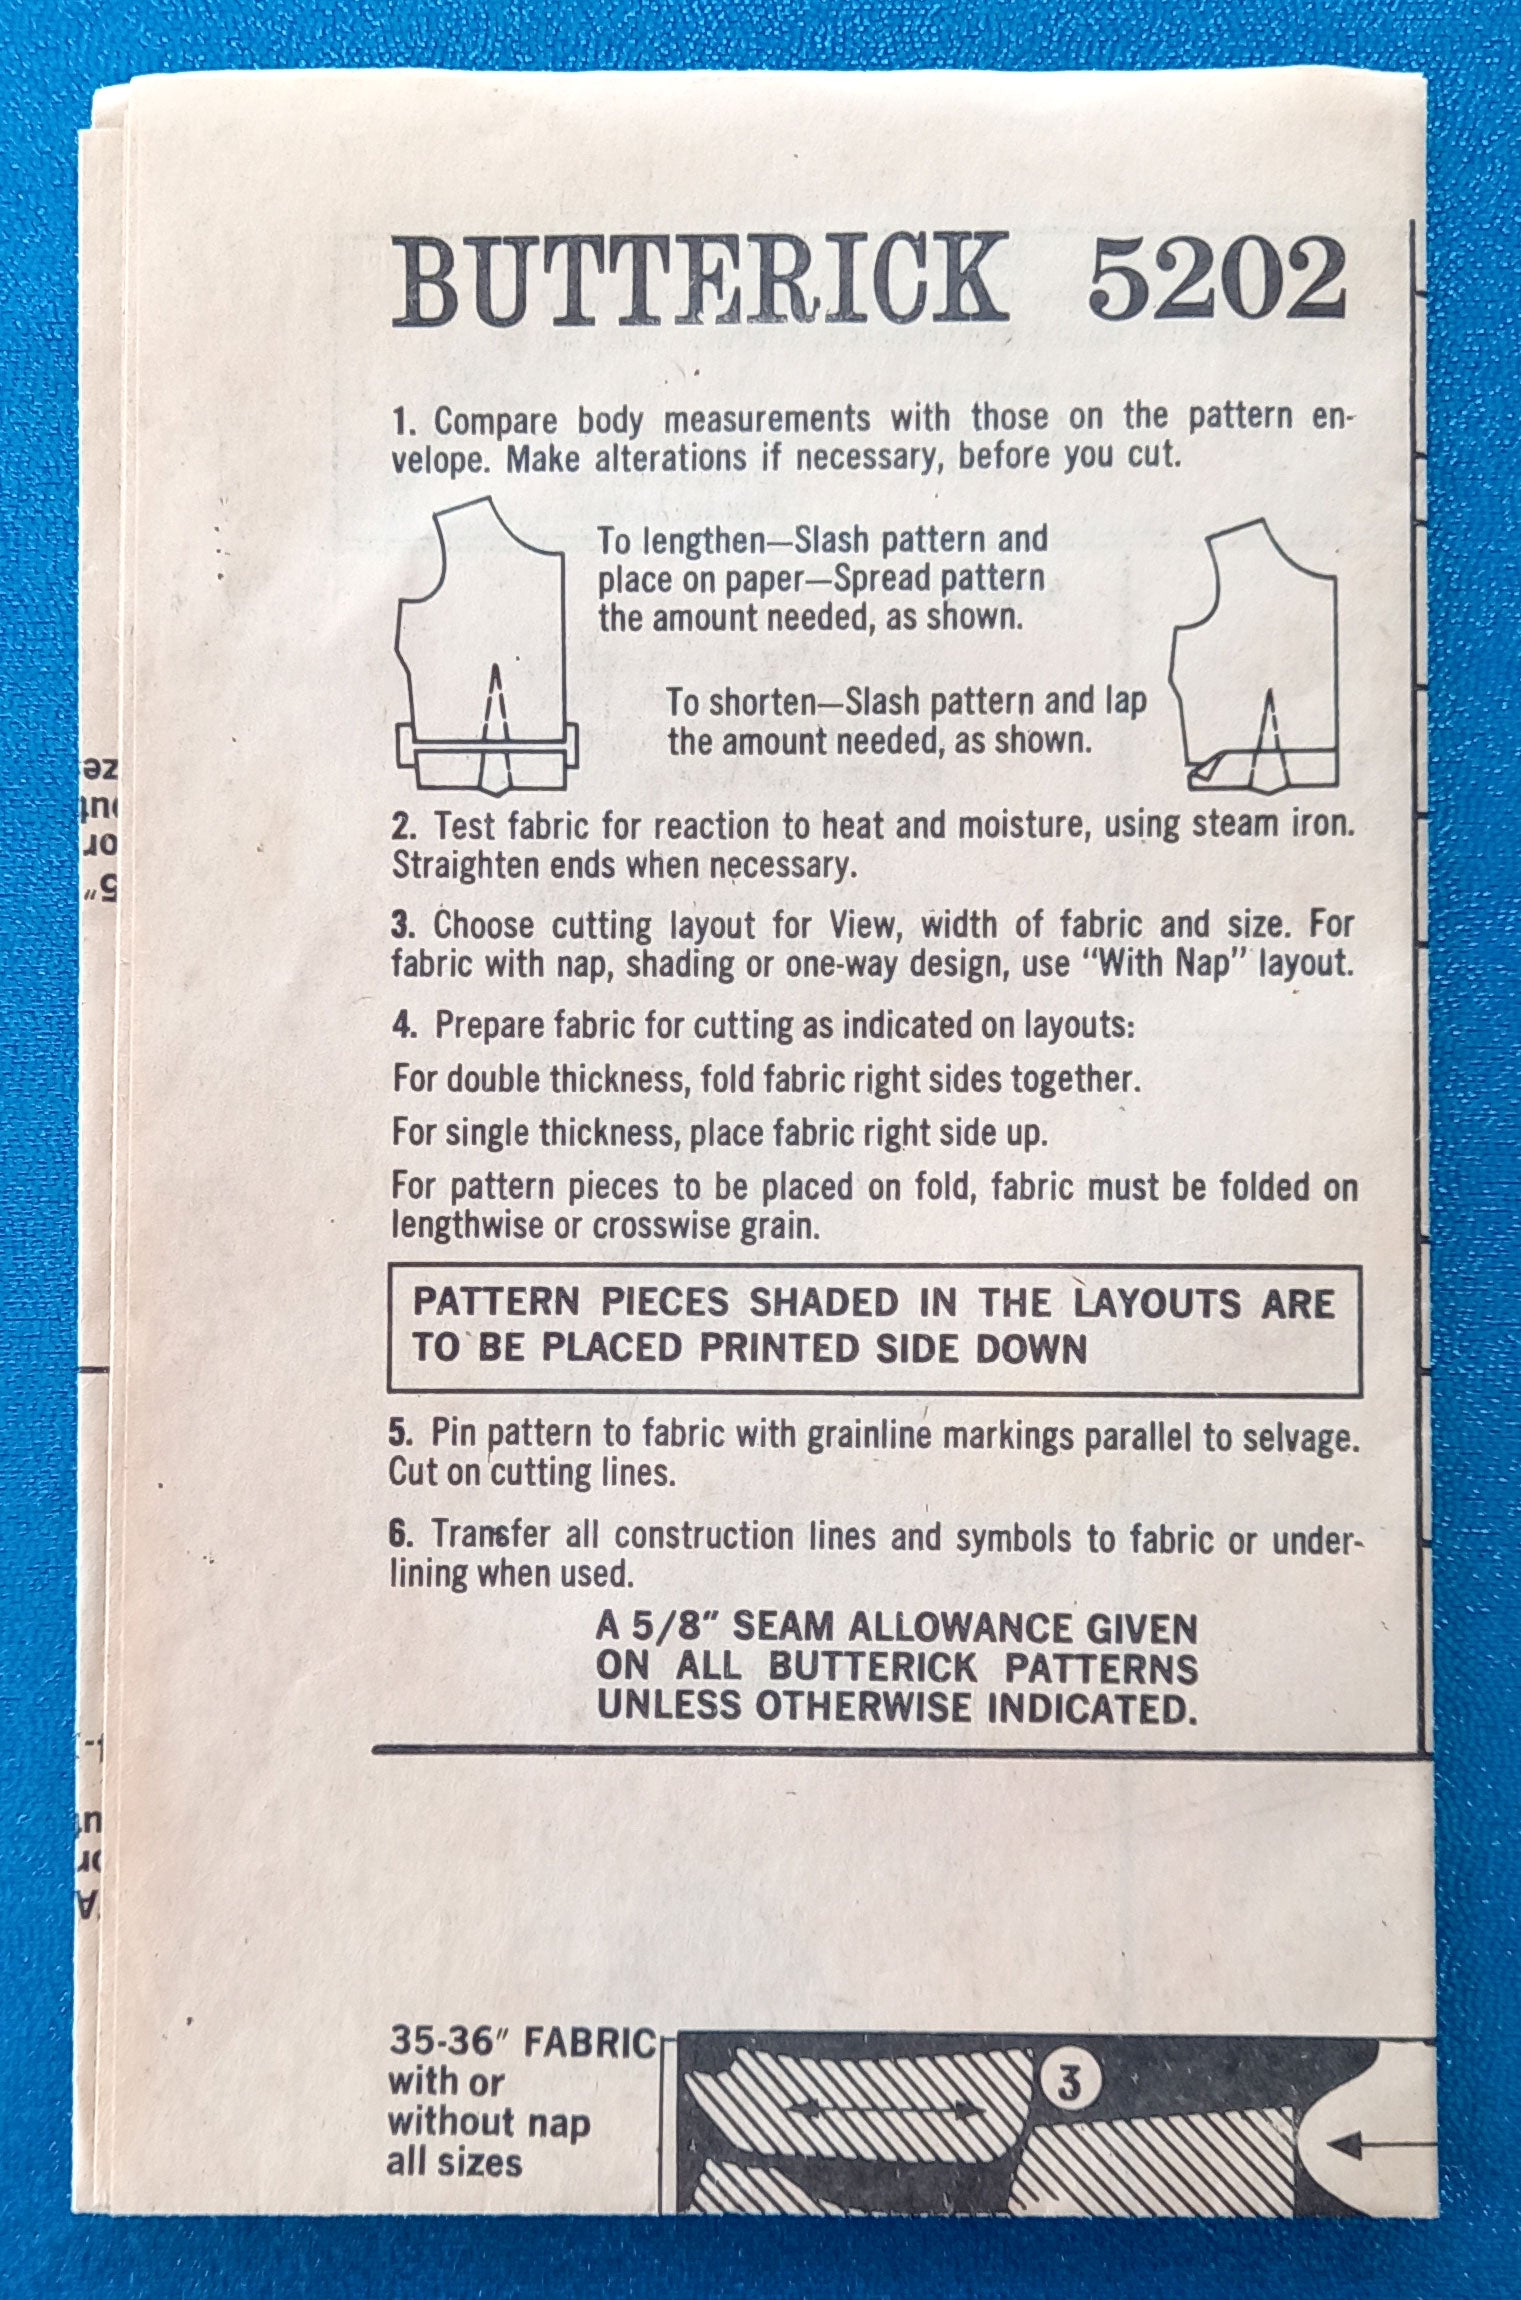 BUTTERICK 5202
1. Compare body measurements with those on the pattern en-
velope. Make alterations if necessary, before you cut.
To lengthen—Slash pattern and
place on paper—Spread pattern
the amount needed, as shown.
To shorten—Slash pattern and lap
the amount needed, as shown.
2. Test fabric for reaction to heat and moisture, using steam iron.
Straighten ends when necessary.
3. Choose cutting layout for View, width of fabric and size. For
fabric with nap, shading or one-way design, use “With Nap” layout.
4. Prepare fabric for cutting as indicated on layouts:
For double thickness, fold fabric right sides together.
For single thickness, place fabric right side up.
For pattern pieces to be placed on fold, fabric must be folded on
lengthwise or crosswise grain.
PATTERN PIECES SHADED IN THE LAYOUTS ARE
TO BE PLACED PRINTED SIDE DOWN
5. Pin pattern to fabric with grainline markings parallel to selvage.
Cut on cutting lines.
6. Transfer all construction lines and symbols to fabric or under-
lining when used.
A 5/8″ SEAM ALLOWANCE GIVEN
ON ALL BUTTERICK PATTERNS
UNLESS OTHERWISE INDICATED.
35-36″ FABRIC
with or
without nap
all sizes
3